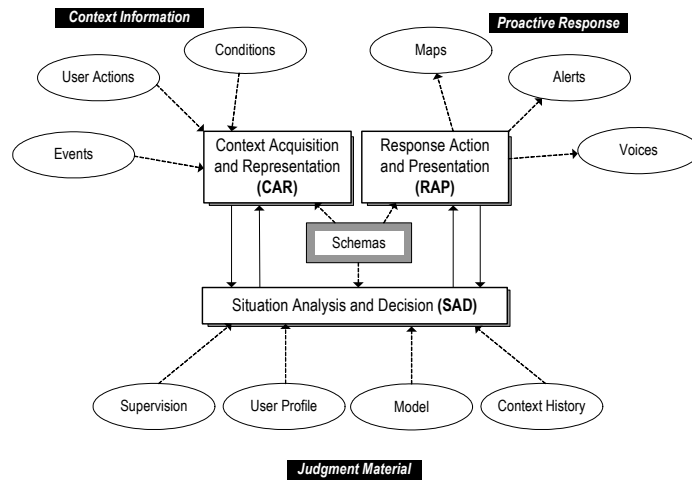 Context Information
Proactive Response
Conditions
Maps
User Actions
Alerts
Events
Voices
Context Acquisition
and Representation
(CAR)
Response Action
and Presentation
(RAP)
Schemas
Situation Analysis and Decision (SAD)
Supervision
User Profile
Model
Context History
Judgment Material